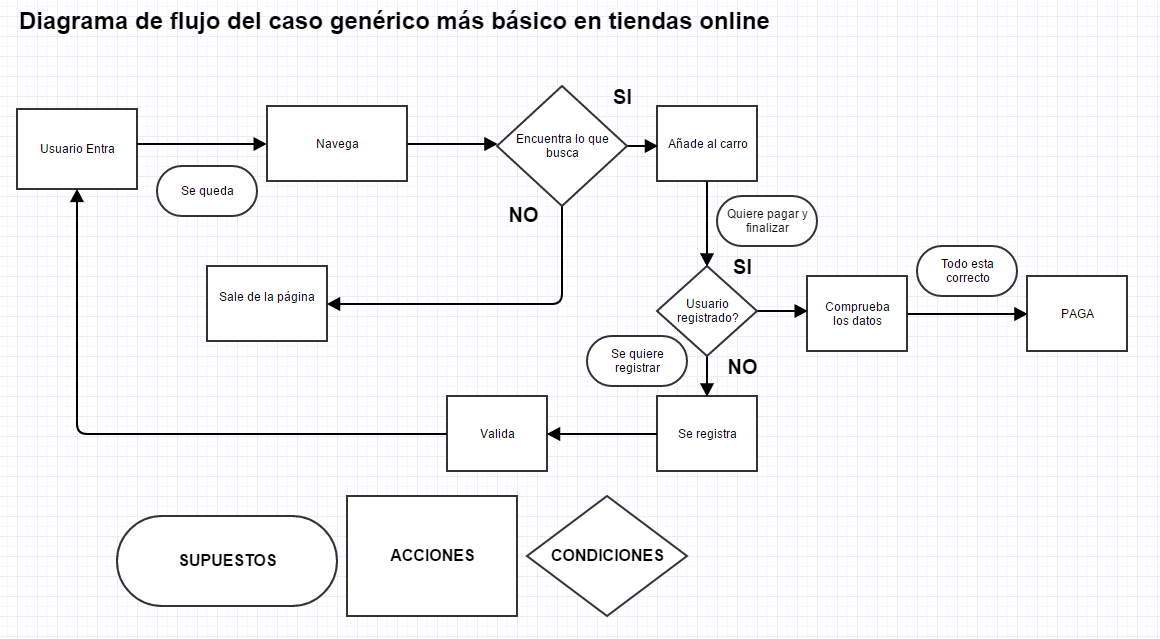 Diagrama de flujo del caso genérico más básico en tiendas online
Usuario Entra
Se queda
Navega
Encuentra lo que
busca
SI
Añade al carro
NO
Sale de la página
Quiere pagar y
finalizar
SI
Usuario
registrado?
Comprueba
los datos
Todo esta
correcto
PAGA
Se quiere
registrar
NO
Se registra
Valida
SUPUESTOS
ACCIONES
CONDICIONES